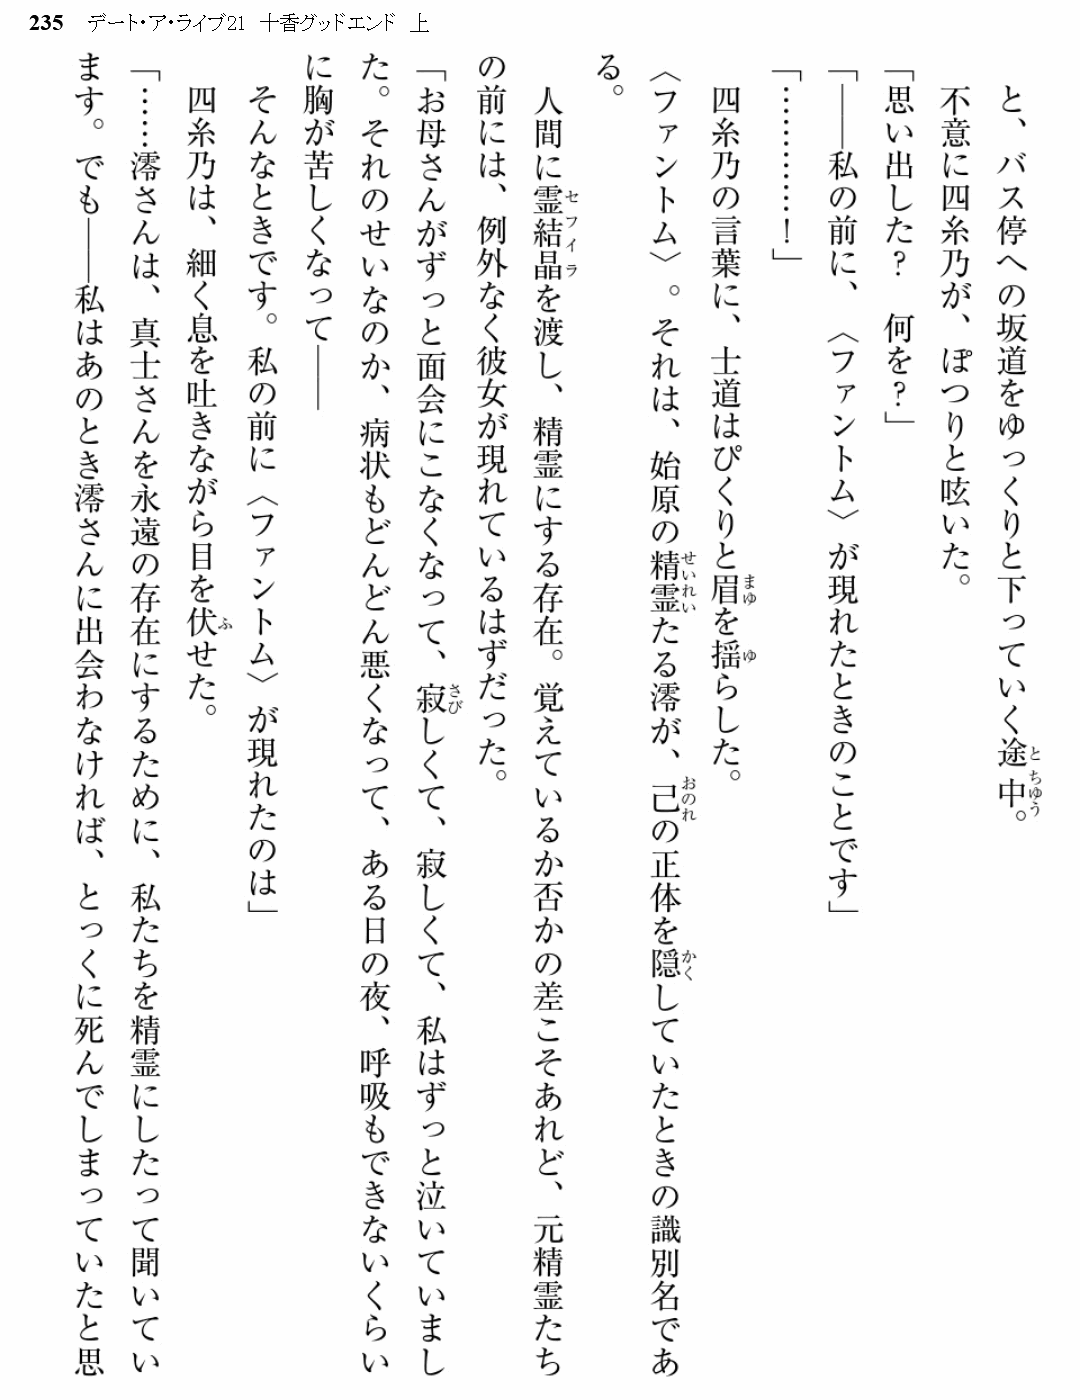 235 デート・ア・ライブ21 十香グッドエンド 上
と、バス停への坂道をゆっくりと下っていく途中。
不意に四糸乃が、ぽつりと呟いた。
「思い出した? 何を?」
「――私の前に、〈ファントム〉が現れたときのことです」
「…………!」
四糸乃の言葉に、士道はぴくりと眉を揺らした。
〈ファントム〉。それは、始原の精霊たる澪が、己の正体を隠していたときの識別名であ
る。
人間に霊結晶を渡し、精霊にする存在。覚えているか否かの差こそあれど、元精霊たち
の前には、例外なく彼女が現れているはずだった。
「お母さんがずっと面会にこなくなって、寂しくて、寂しくて、私はずっと泣いていまし
た。それのせいなのか、病状もどんどん悪くなって、ある日の夜、呼吸もできないくらい
に胸が苦しくなって――
そんなときです。私の前に〈ファントム〉が現れたのは」
四糸乃は、細く息を吐きながら目を伏せた。
「……澪さんは、真士さんを永遠の存在にするために、私たちを精霊にしたって聞いてい
ます。でも――私はあのとき澪さんに出会わなければ、とっくに死んでしまっていたと思